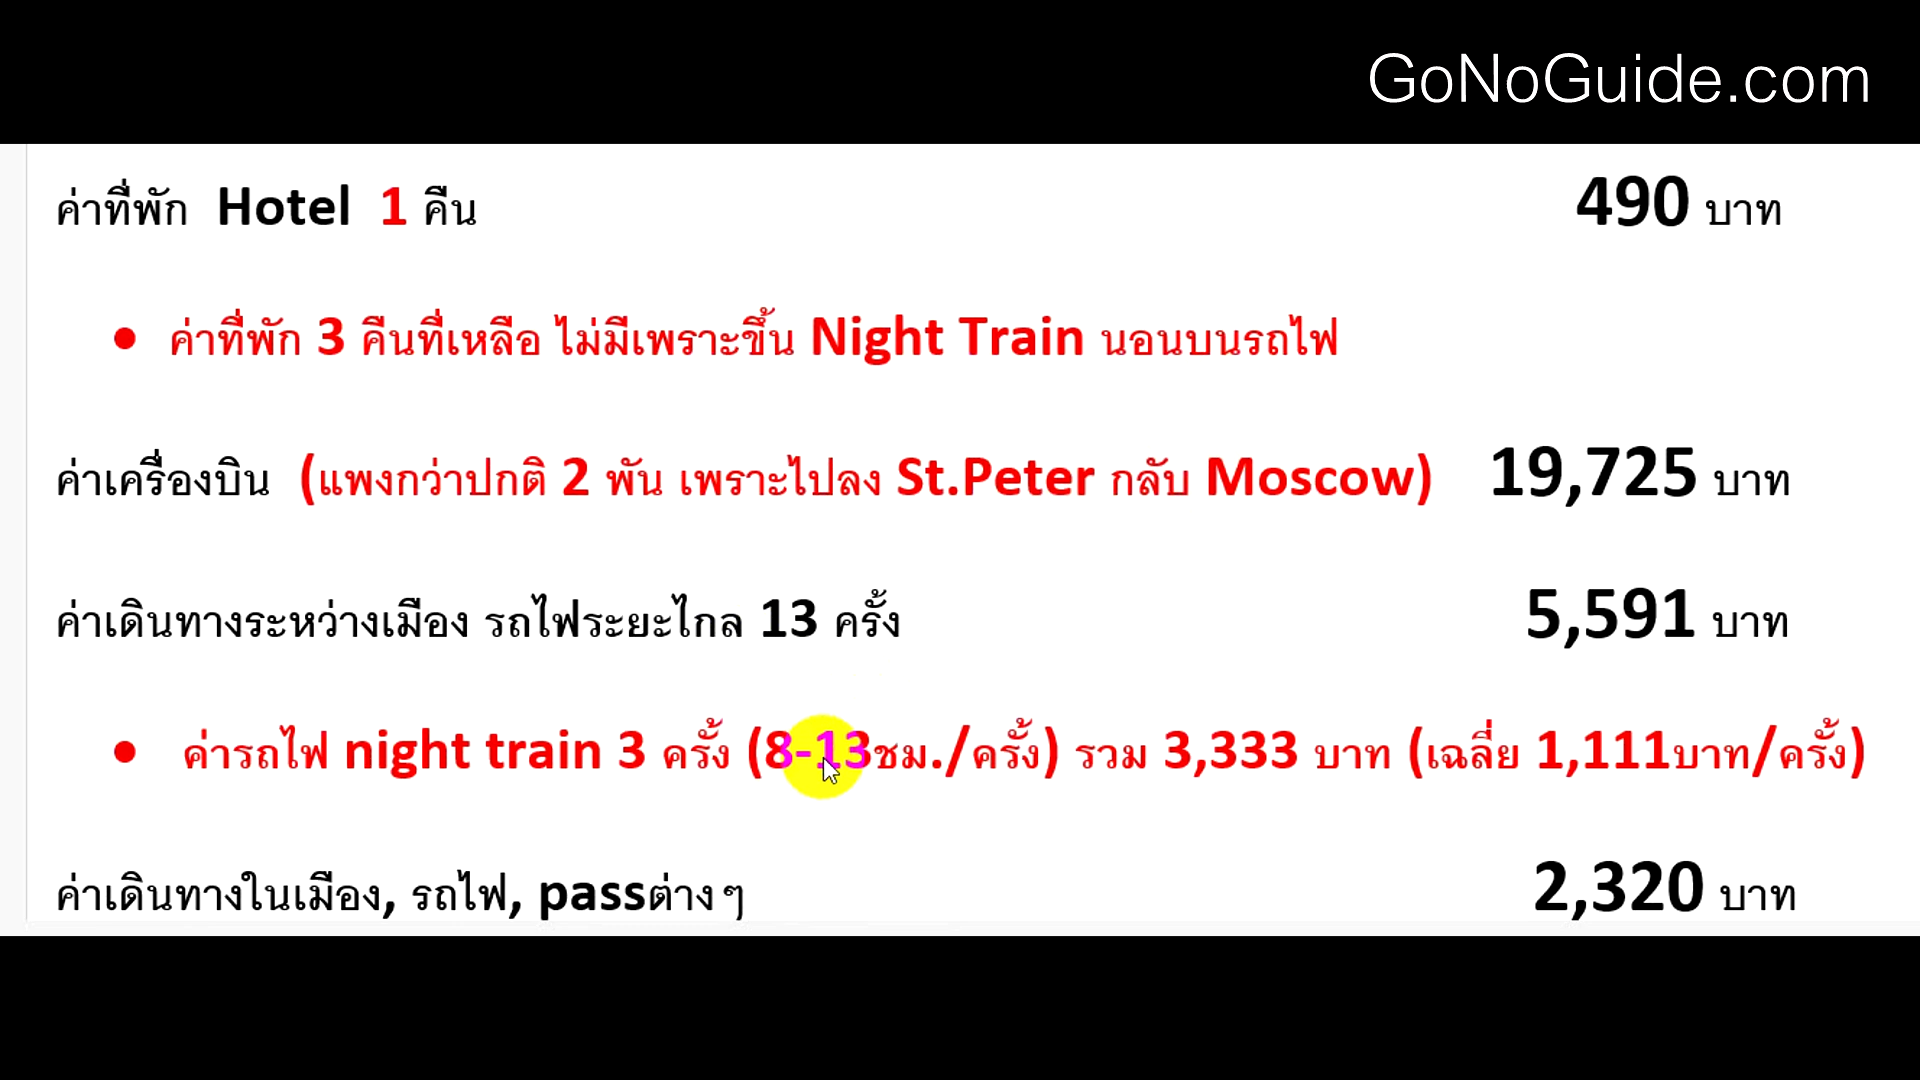 GoNoGuide.com
ค่าที่พัก Hotel 1 คืน 490 บาท
• ค่าที่พัก 3 คืนที่เหลือ ไม่มีเพราะขึ้น Night Train นอนบนรถไฟ
ค่าเครื่องบิน (แพงกว่าปกติ 2 พัน เพราะไปลง St.Peter กลับ Moscow) 19,725 บาท
ค่าเดินทางระหว่างเมือง รถไฟระยะไกล 13 ครั้ง 5,591 บาท
• ค่ารถไฟ night train 3 ครั้ง (8-13ชม./ครั้ง) รวม 3,333 บาท (เฉลี่ย 1,111บาท/ครั้ง)
ค่าเดินทางในเมือง, รถไฟ, passต่างๆ 2,320 บาท